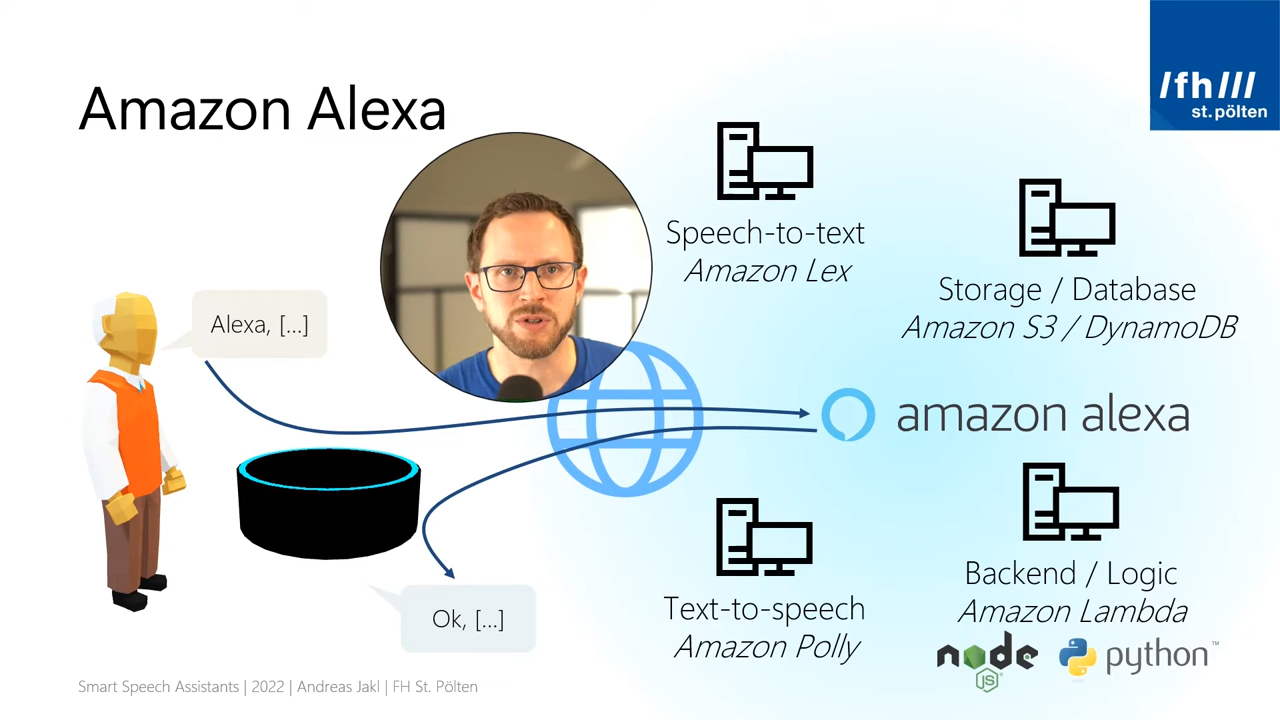 Amazon Alexa
/fh///
st.pölten
Speech-to-text
Amazon Lex
Storage / Database
Amazon S3 / DynamoDB
Alexa, [...]
amazon alexa
Ok, [...]
Text-to-speech
Amazon Polly
Backend / Logic
Amazon Lambda
node
JS
python™
Smart Speech Assistants | 2022 | Andreas Jakl | FH St. Pölten